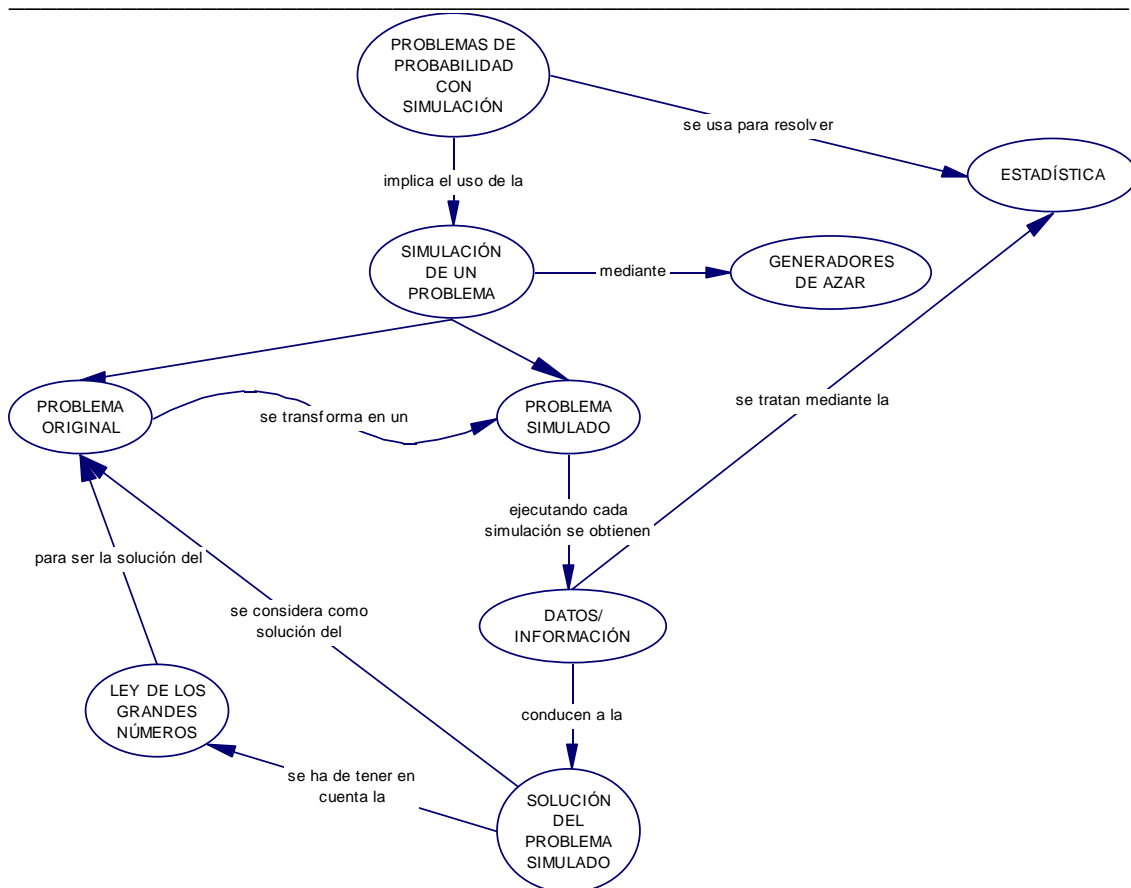 PROBLEMAS DE
PROBABILIDAD
CON
SIMULACIÓN
se usa para resolver
ESTADÍSTICA
implica el uso de la
SIMULACIÓN
DE UN
PROBLEMA
mediante
GENERADORES
DE AZAR
PROBLEMA
ORIGINAL
se transforma en un
PROBLEMA
SIMULADO
se tratan mediante la
ejecutando cada
simulación se obtienen
para ser la solución del
se considera como
solución del
DATOS/
INFORMACIÓN
LEY DE LOS
GRANDES
NÚMEROS
conducen a la
se ha de tener en
cuenta la
SOLUCIÓN
DEL
PROBLEMA
SIMULADO